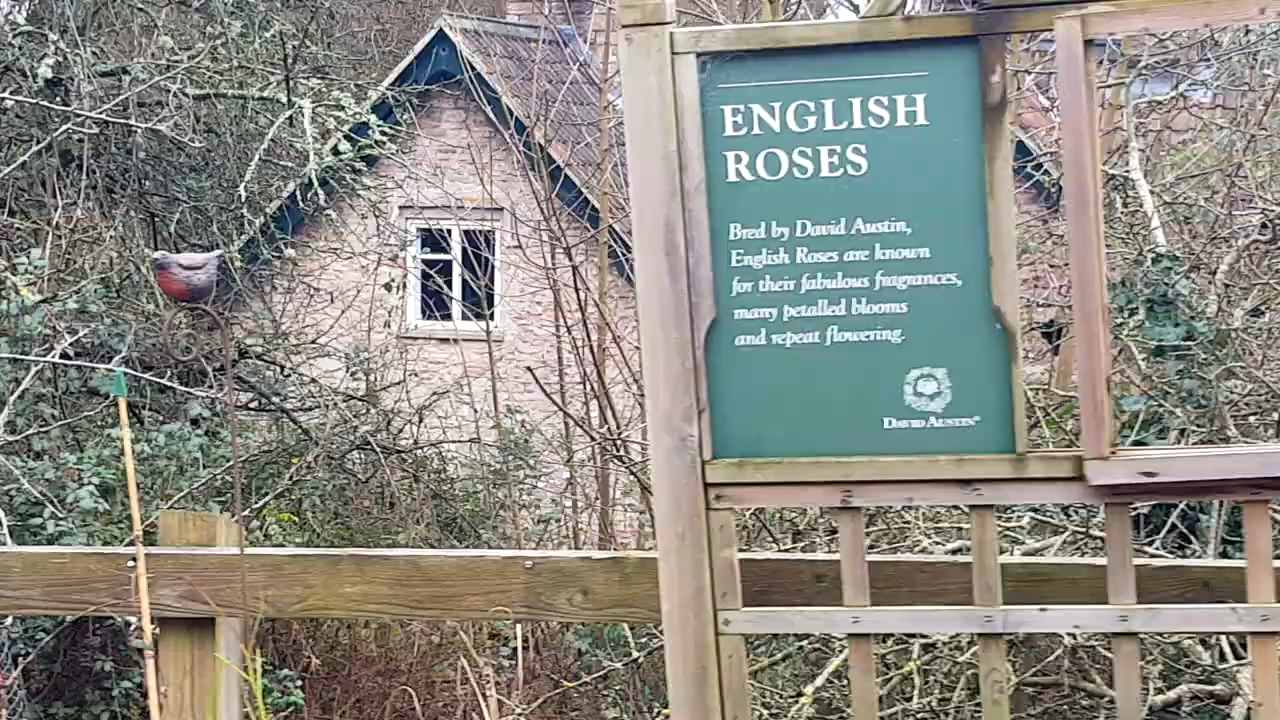 ENGLISH
ROSES
Bred by David Austin,
English Roses are known
for their fabulous fragrances,
many petalled blooms
and repeat flowering.
DAVID AUSTIN®